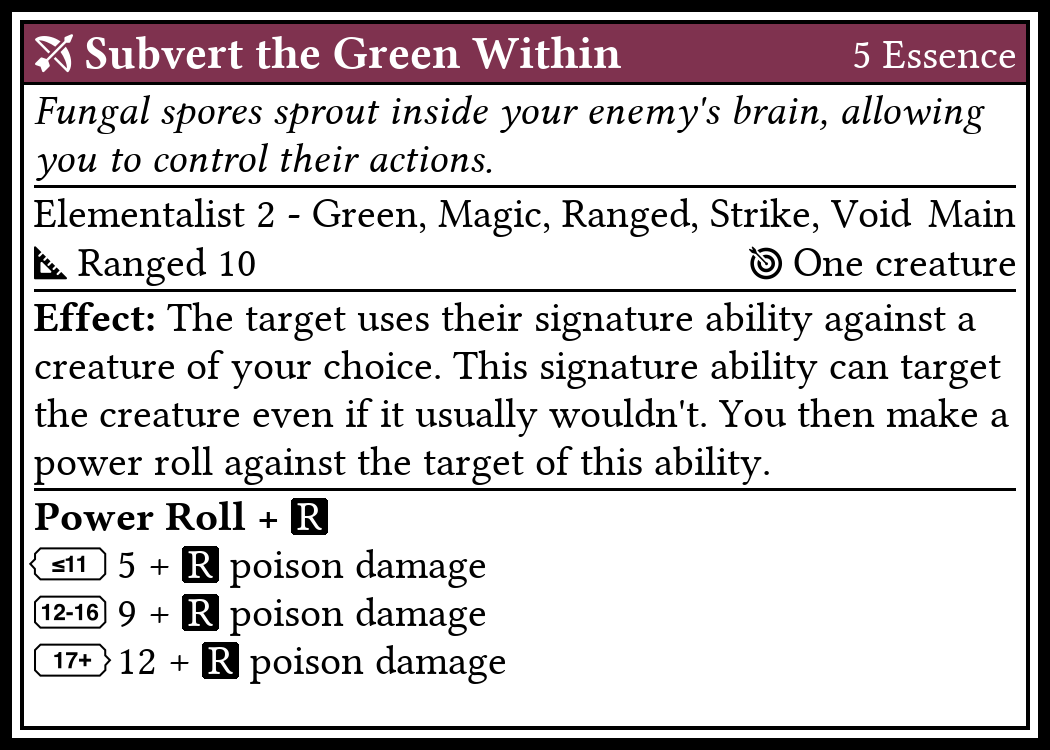 Subvert the Green Within 5 Essence
Fungal spores sprout inside your enemy's brain, allowing
you to control their actions.
Elementalist 2 - Green, Magic, Ranged, Strike, Void Main
Ranged 10 One creature
Effect: The target uses their signature ability against a
creature of your choice. This signature ability can target
the creature even if it usually wouldn't. You then make a
power roll against the target of this ability.
Power Roll + R
≤11 5 + R poison damage
12-16 9 + R poison damage
17+ 12 + R poison damage